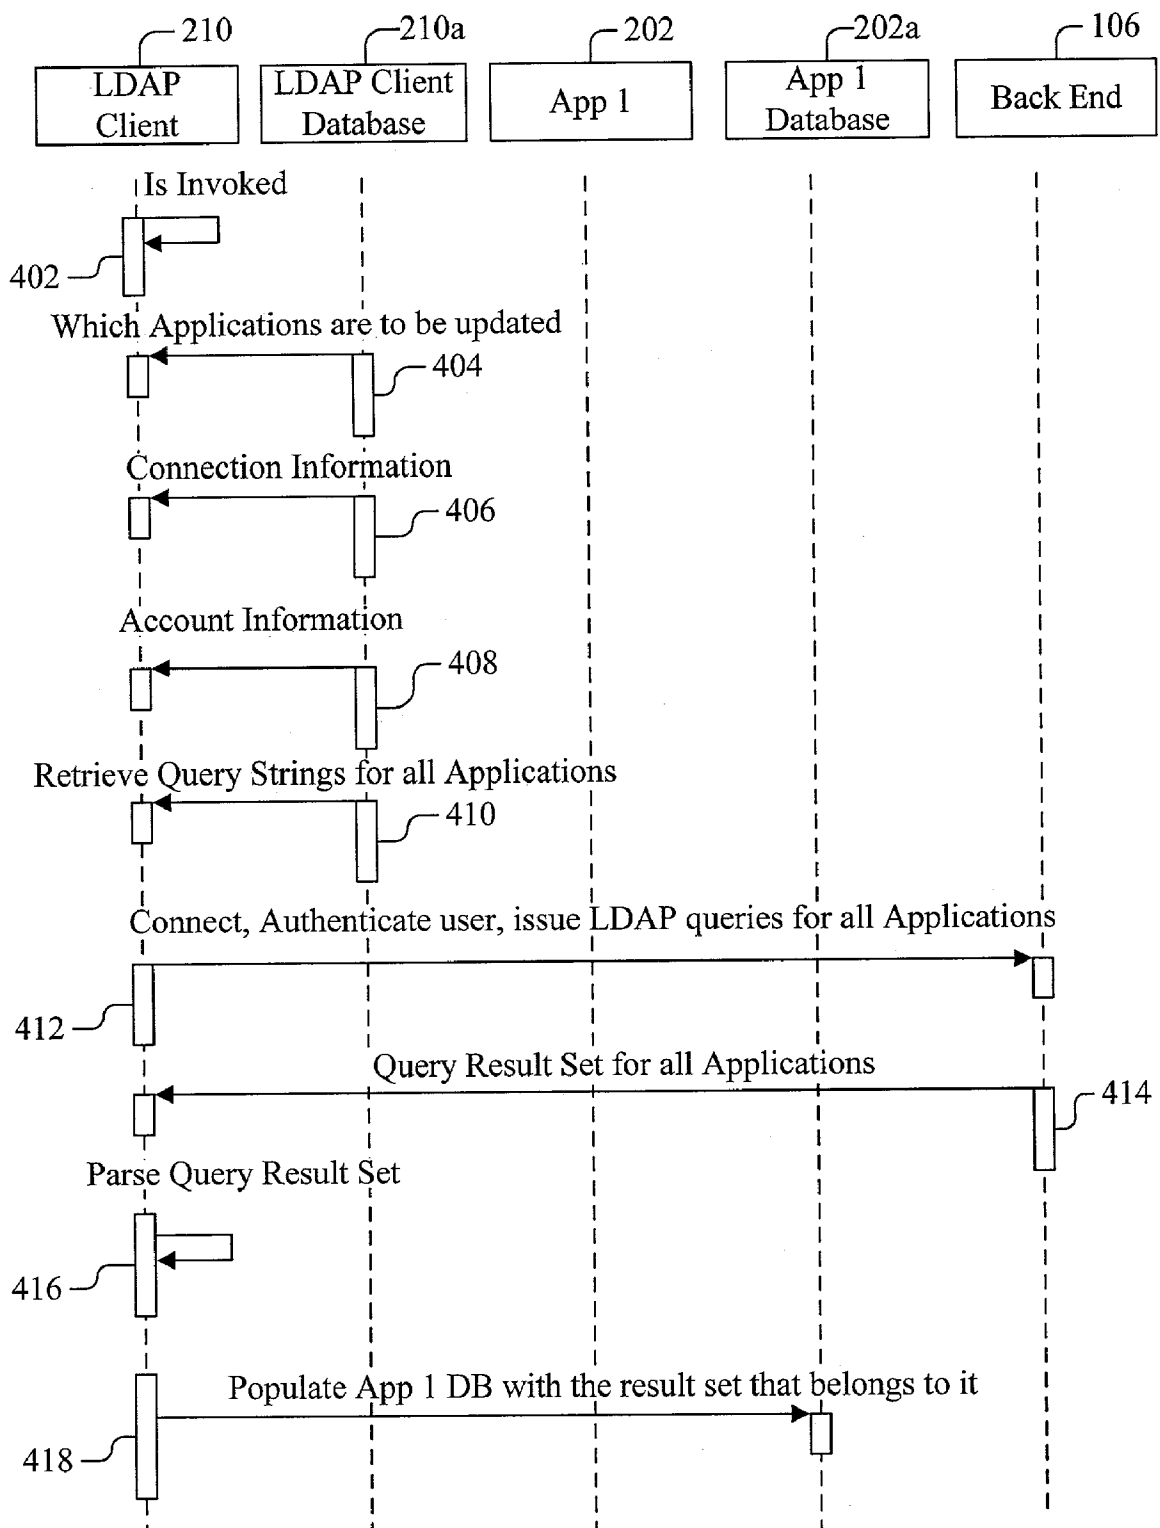 210
210a
202
202a
106
LDAP
Client
LDAP Client
Database
App 1
App 1
Database
Back End
Is Invoked
402
Which Applications are to be updated
404
Connection Information
406
Account Information
408
Retrieve Query Strings for all Applications
410
Connect, Authenticate user, issue LDAP queries for all Applications
412
Query Result Set for all Applications
414
Parse Query Result Set
416
Populate App 1 DB with the result set that belongs to it
418